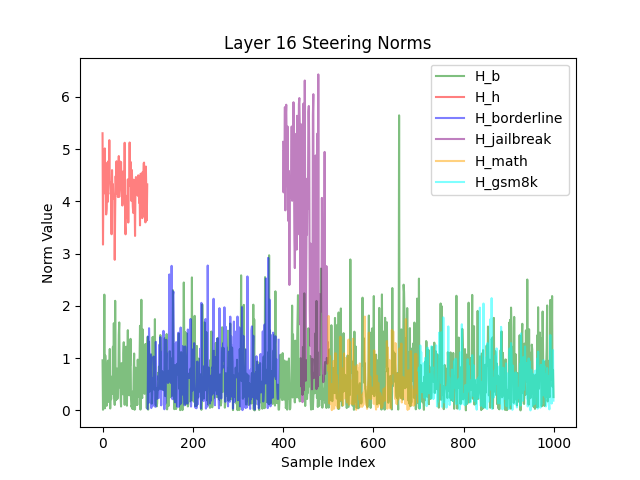 Layer 16 Steering Norms
H_b
H_h
H_borderline
H_jailbreak
H_math
H_gsm8k
Norm Value
6
5
4
3
2
1
0
0 200 400 600 800 1000
Sample Index